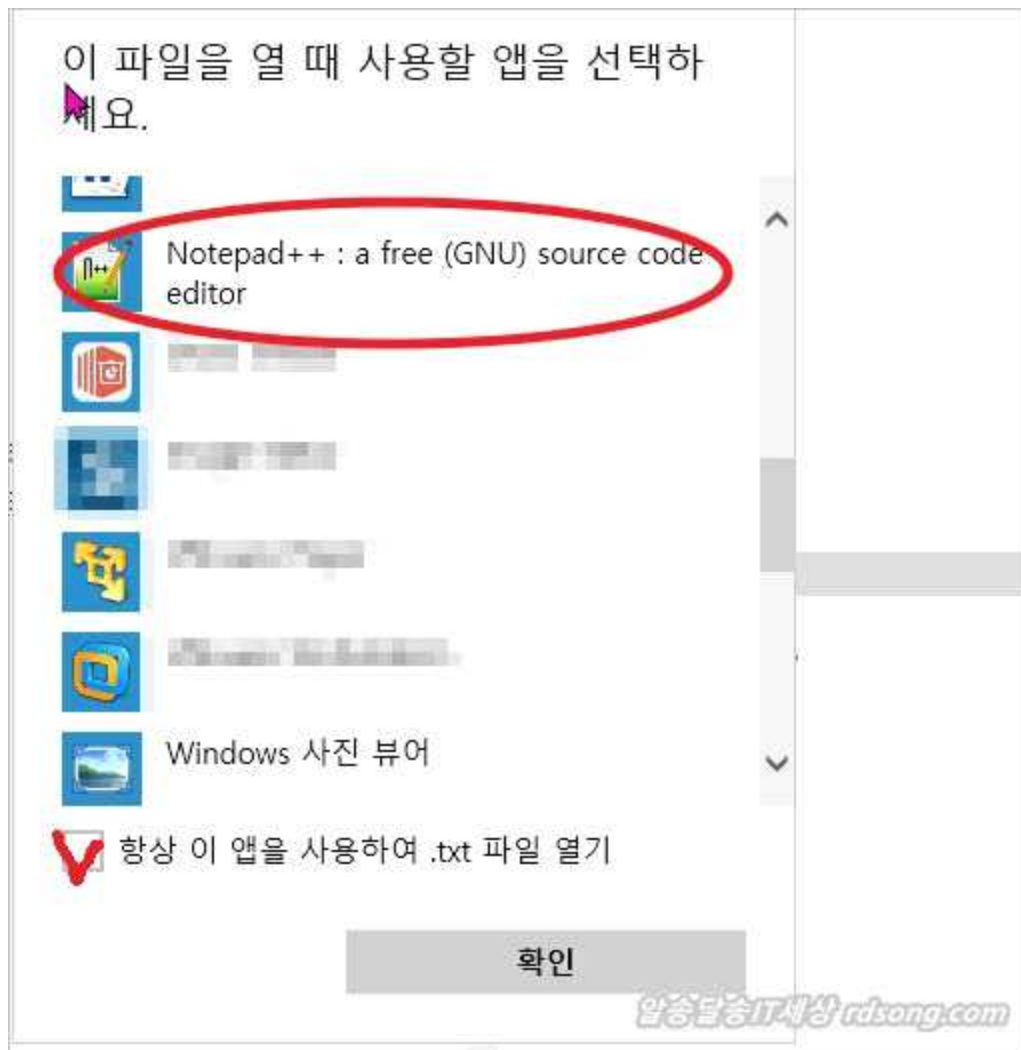 이 파일을 열 때 사용할 앱을 선택하
세요.
Notepad++ : a free (GNU) source code
editor
Windows 사진 뷰어
항상 이 앱을 사용하여 .txt 파일 열기
확인
알송달송IT세상 rdsong.com